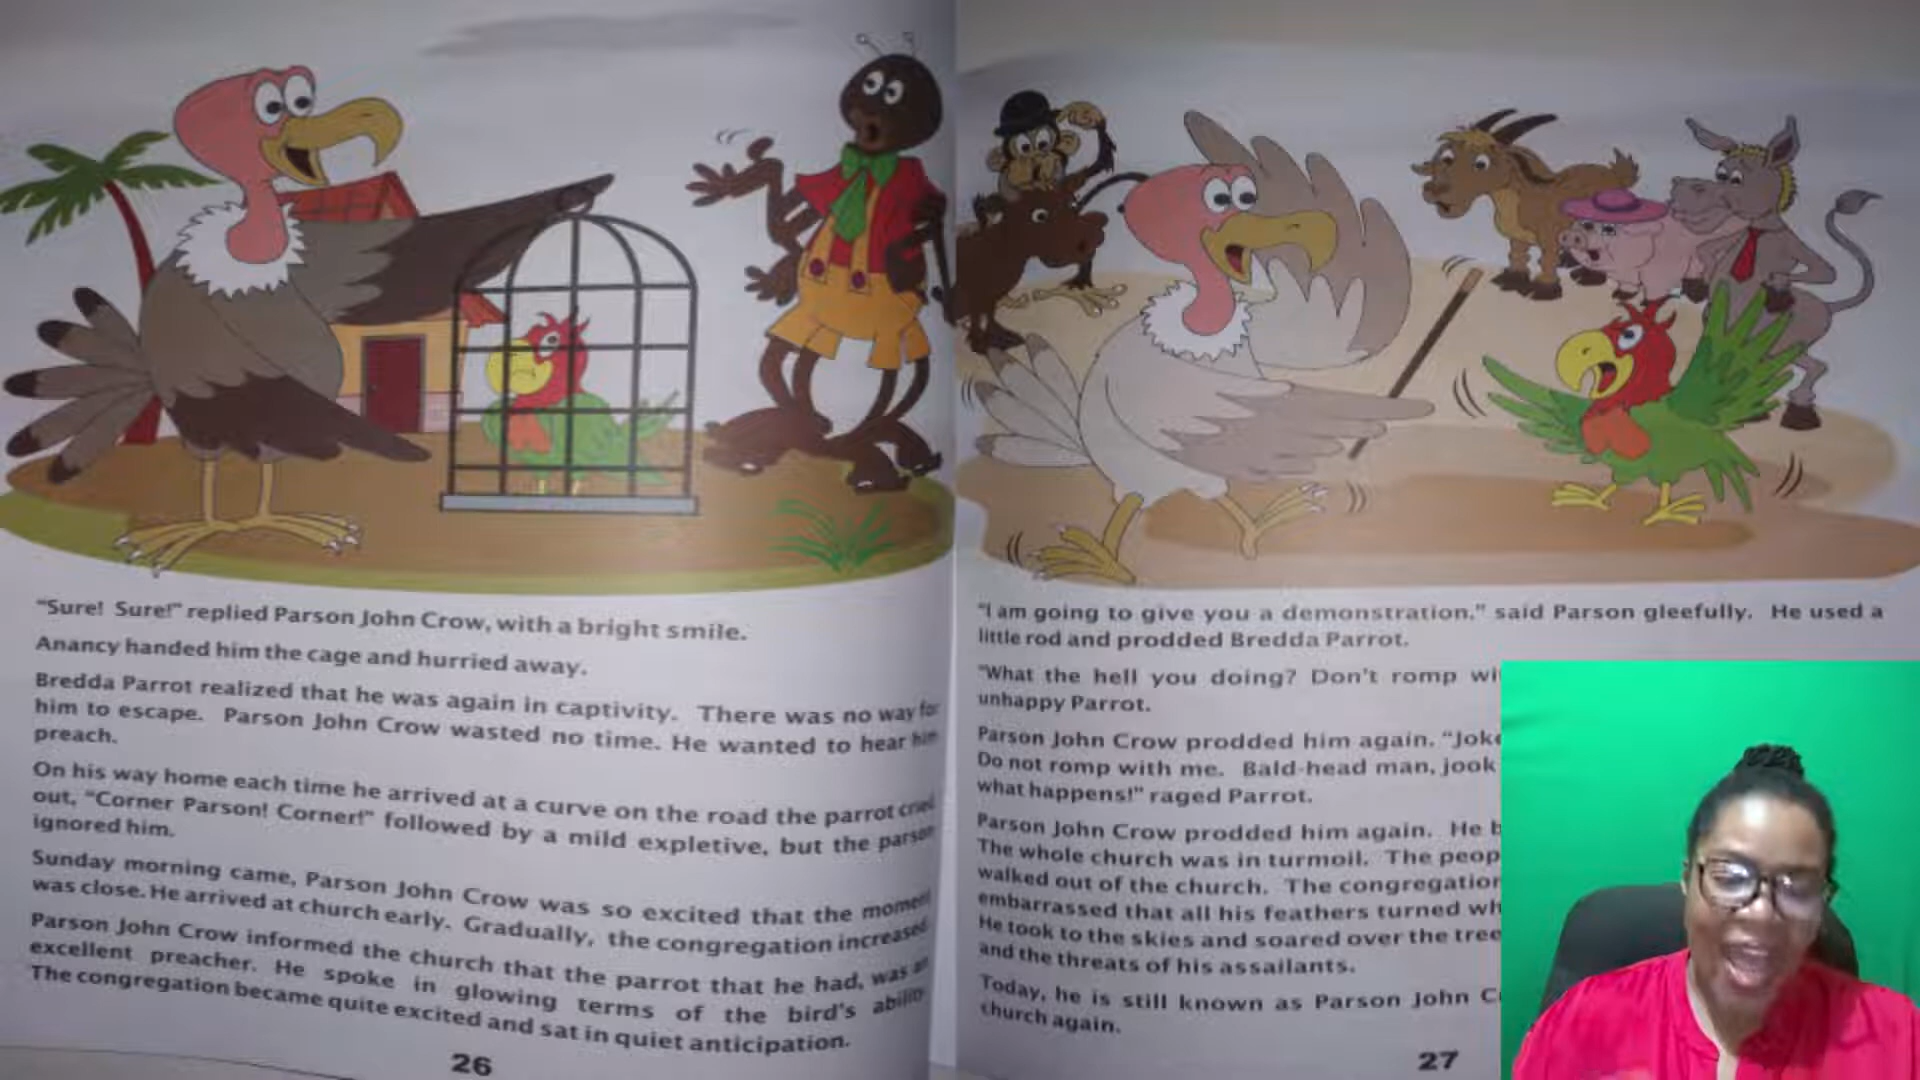 "Sure! Sure!" replied Parson John Crow, with a bright smile.
Anancy handed him the cage and hurried away.
Bredda Parrot realized that he was again in captivity. There was no way for
him to escape. Parson John Crow wasted no time. He wanted to hear him
preach.
On his way home each time he arrived at a curve on the road the parrot cried
out, "Corner Parson! Corner!" followed by a mild expletive, but the parson
ignored him.
Sunday morning came, Parson John Crow was so excited that the moment
was close. He arrived at church early. Gradually, the congregation increased.
Parson John Crow informed the church that the parrot that he had, was an
excellent preacher. He spoke in glowing terms of the bird's ability
The congregation became quite excited and sat in quiet anticipation.
26
"I am going to give you a demonstration," said Parson gleefully. He used a
little rod and prodded Bredda Parrot.
"What the hell you doing? Don't romp
unhappy Parrot.
Parson John Crow prodded him again.
Do not romp with me. Bald-head man, jook
what happens!" raged Parrot.
Parson John Crow prodded him again. He
The whole church was in turmoil. The
walked out of the church. The
embarrassed that all his feathers turned
He took to the skies and soared over the
and the threats of his assailants.
Today, he is still known as Parson John
church again.
27